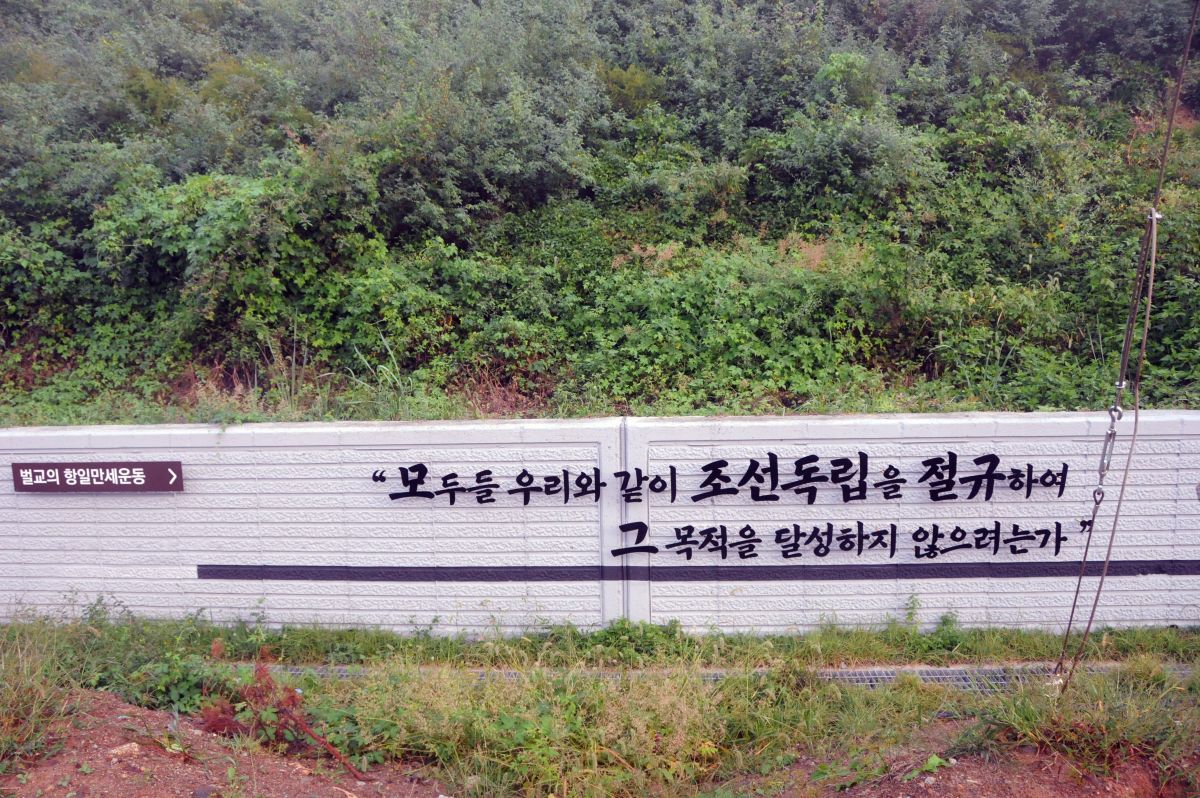 벌교의 항일만세운동 >
“모두들 우리와 같이 조선독립을 절규하여
그 목적을 달성하지 않으려는가”